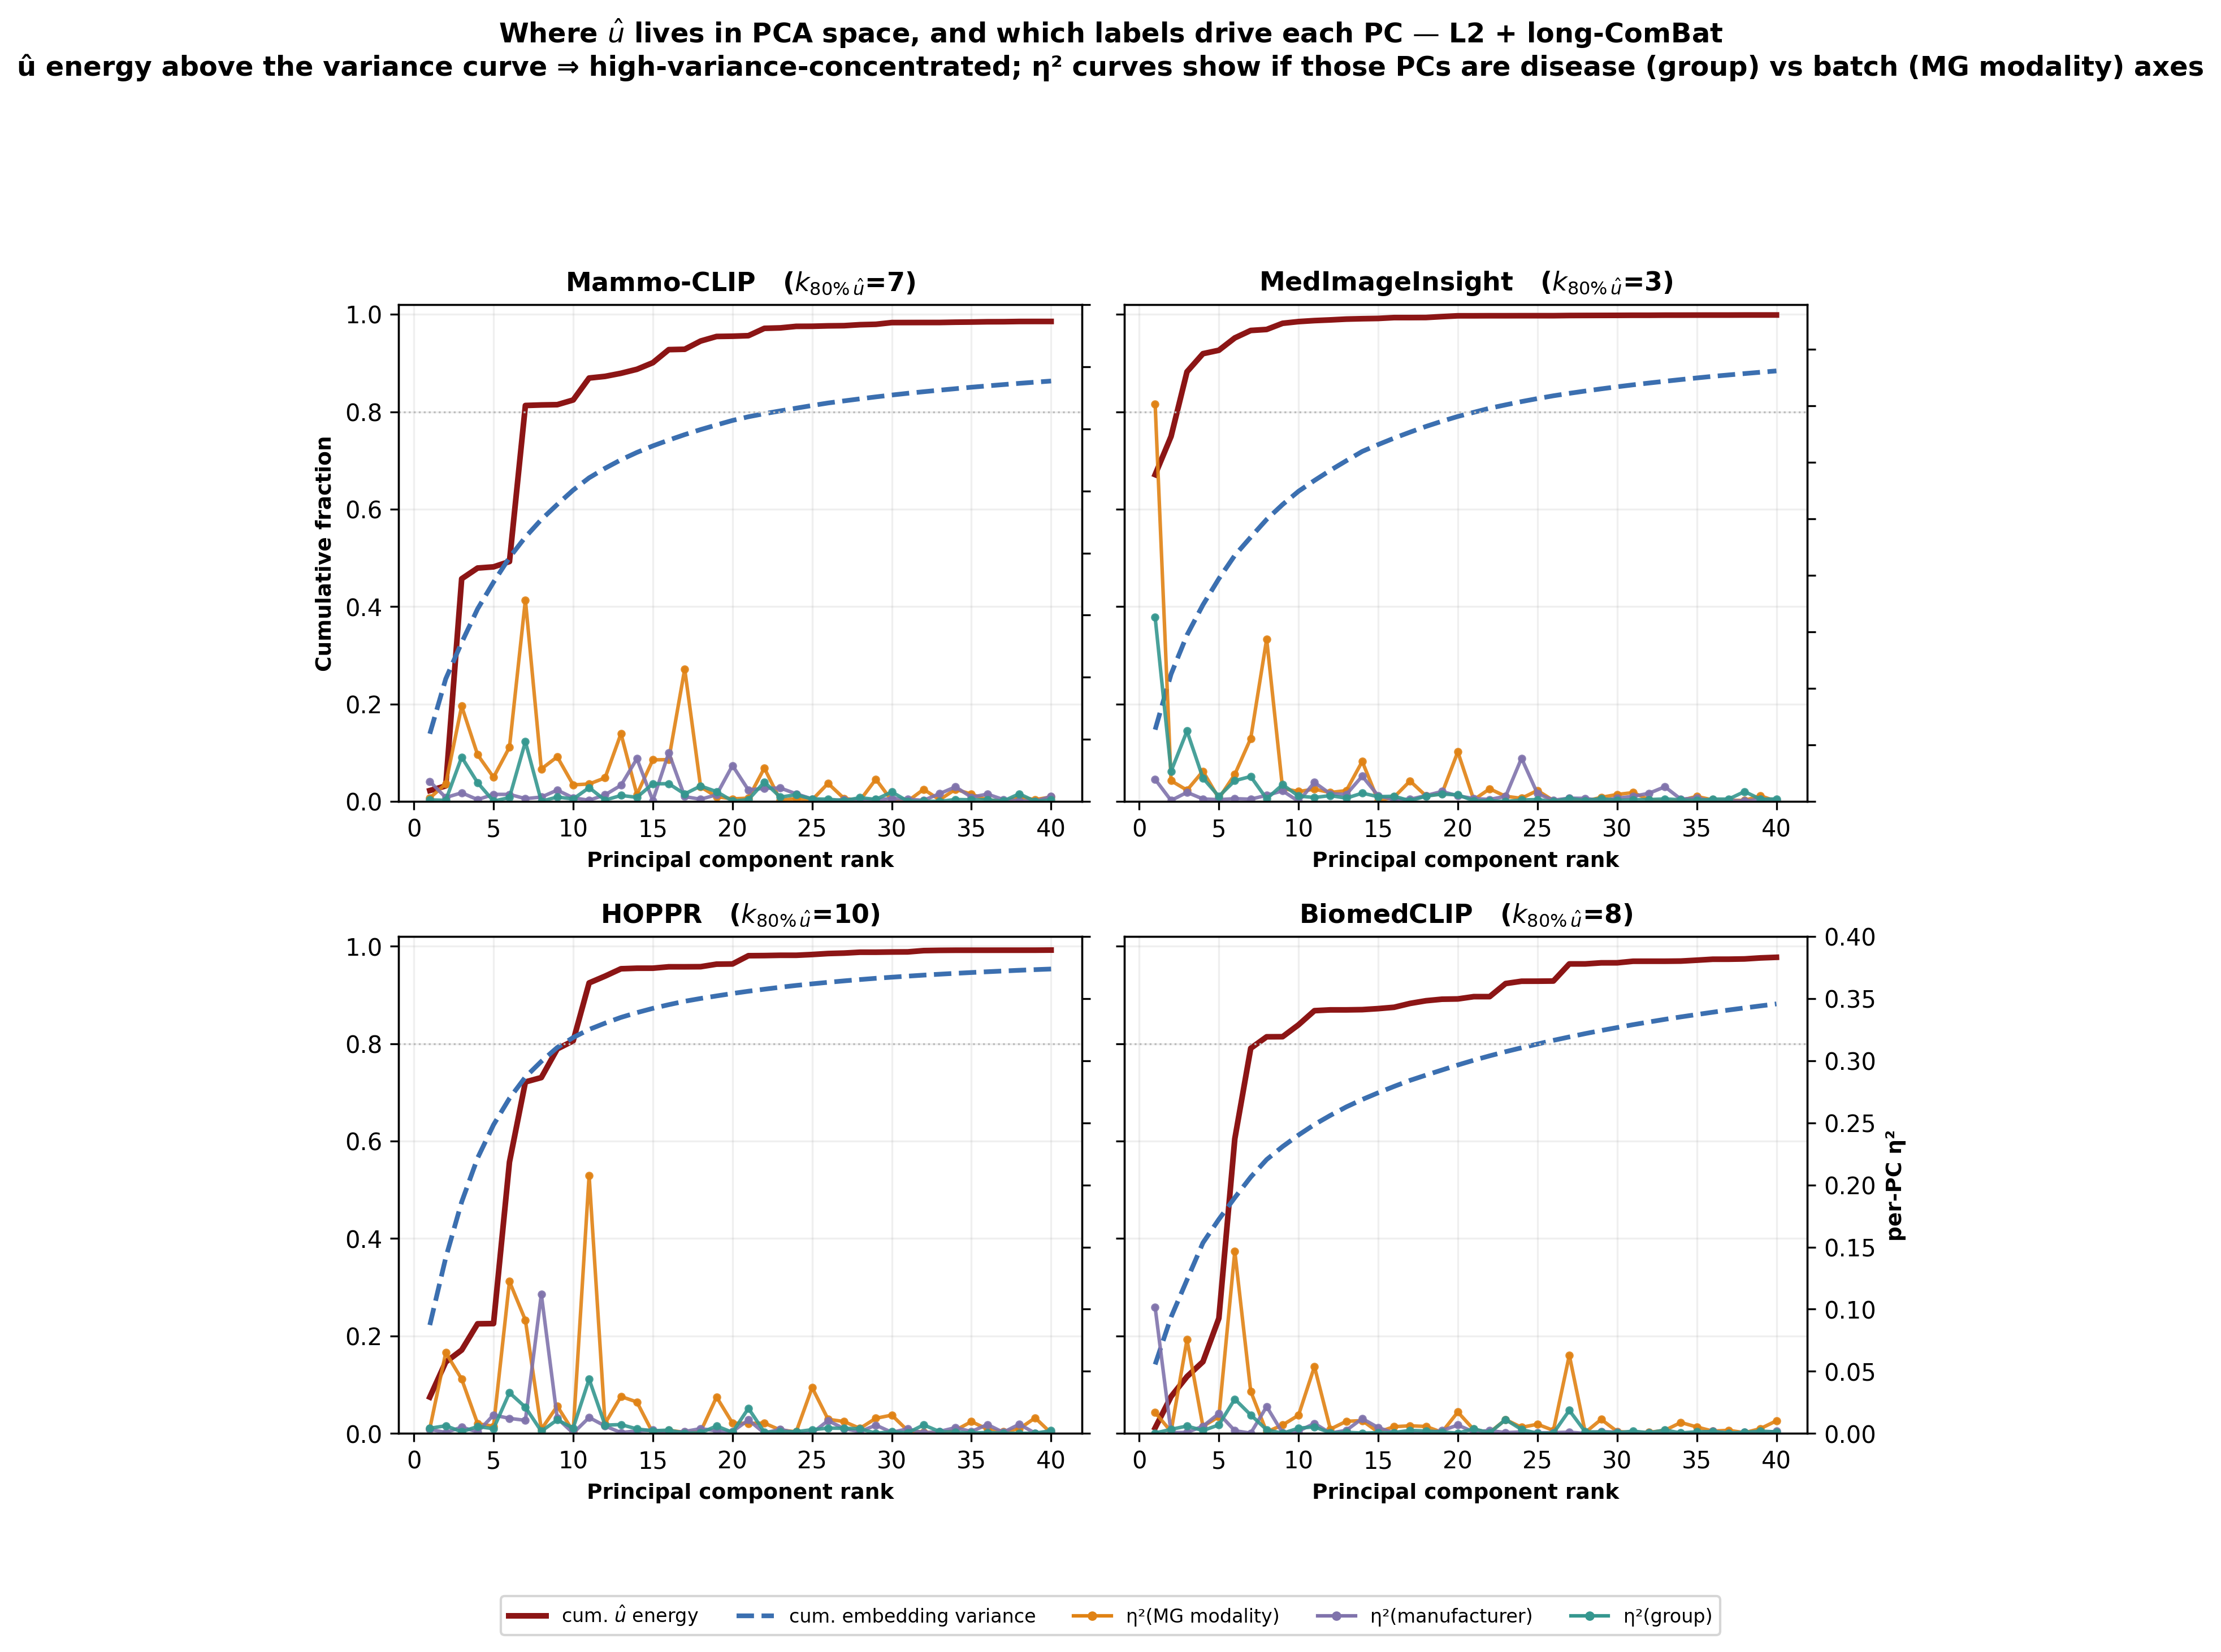 Where û lives in PCA space, and which labels drive each PC — L2 + long-ComBat
û energy above the variance curve ⇒ high-variance-concentrated; η² curves show if those PCs are disease (group) vs batch (MG modality) axes
Mammo-CLIP (k80% û=7)
MedImageInsight (k80% û=3)
1.0
0.8
0.6
0.4
0.2
0.0
Cumulative fraction
0 5 10 15 20 25 30 35 40
0 5 10 15 20 25 30 35 40
Principal component rank
Principal component rank
HOPPR (k80% û=10)
BiomedCLIP (k80% û=8)
1.0
0.8
0.6
0.4
0.2
0.0
0.40
0.35
0.30
0.25
0.20
0.15
0.10
0.05
0.00
per-PC η²
0 5 10 15 20 25 30 35 40
0 5 10 15 20 25 30 35 40
Principal component rank
Principal component rank
cum. û energy
cum. embedding variance
η²(MG modality)
η²(manufacturer)
η²(group)